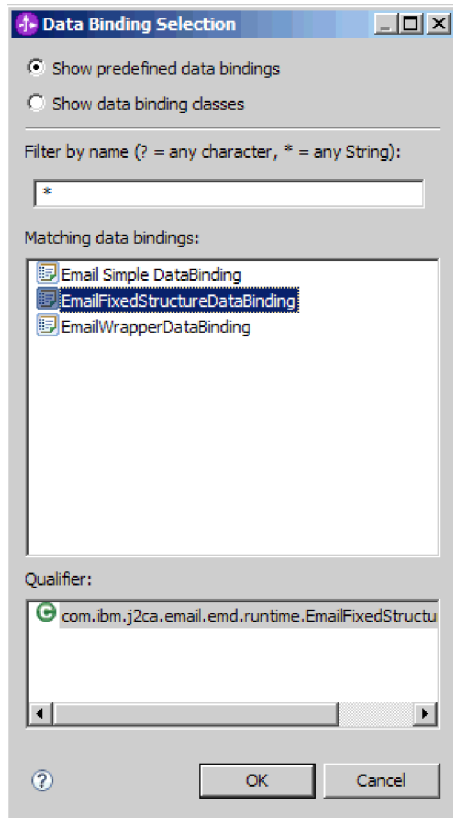 Data Binding Selection
Show predefined data bindings
Show data binding classes
Filter by name (? = any character, * = any String):
*
Matching data bindings:
Email Simple DataBinding
EmailFixedStructureDataBinding
EmailWrapperDataBinding
Qualifier:
com.ibm.j2ca.email.emd.runtime.EmailFixedStructu
OK Cancel